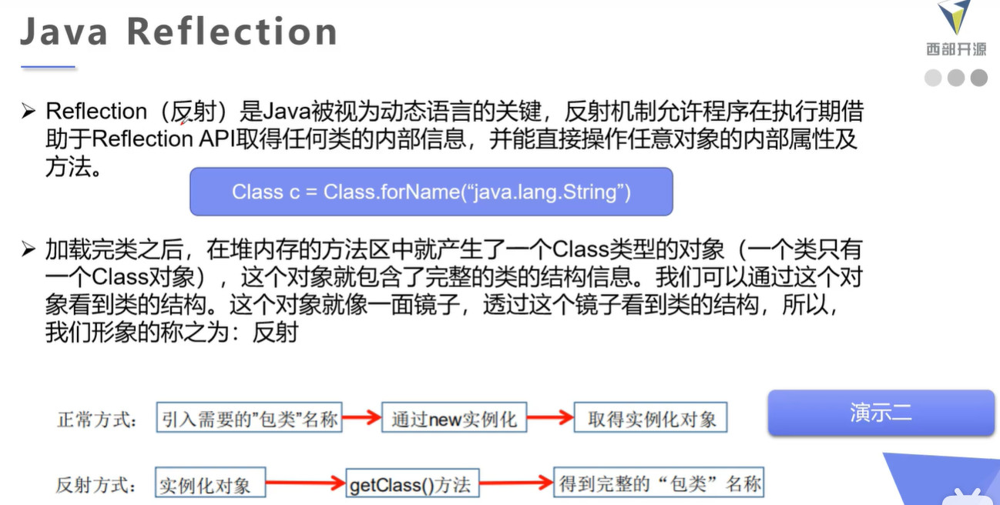 Java Reflection
西部开源
➢ Reflection（反射）是Java被视为动态语言的关键，反射机制允许程序在执行期借
助于Reflection API取得任何类的内部信息，并能直接操作任意对象的内部属性及
方法。
Class c = Class.forName(“java.lang.String”)
➢ 加载完类之后，在堆内存的方法区中就产生了一个Class类型的对象（一个类只有
一个Class对象），这个对象就包含了完整的类的结构信息。我们可以通过这个对
象看到类的结构。这个对象就像一面镜子，透过这个镜子看到类的结构，所以，
我们形象的称之为：反射
正常方式： 引入需要的”包类”名称 通过new实例化 取得实例化对象
演示二
反射方式： 实例化对象 getClass()方法 得到完整的“包类”名称